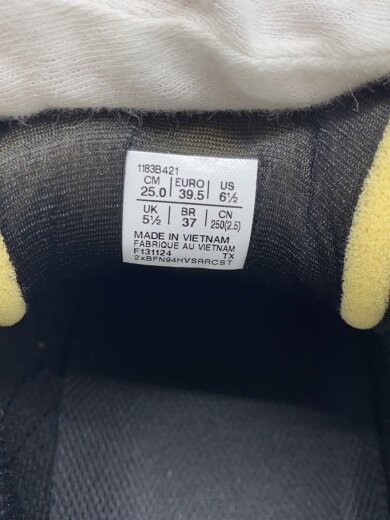 1183B421
CM EURO US
25.0 39.5 6½
UK BR CN
5½ 37 250(2.5)
MADE IN VIETNAM
FABRIQUE AU VIETNAM
F131124 TX
2xBFN94HVSRRCST